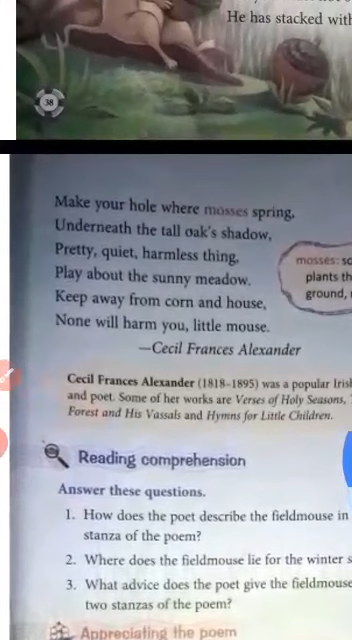 He has stacked with
38
Make your hole where mosses spring,
Underneath the tall oak's shadow,
Pretty, quiet, harmless thing,
Play about the sunny meadow.
Keep away from corn and house,
None will harm you, little mouse.
—Cecil Frances Alexander
mosses:
plants
ground,
Cecil Frances Alexander (1818–1895) was a popular
and poet. Some of her works are Verses of Holy Seasons,
Forest and His Vassals and Hymns for Little Children.
Reading comprehension
Answer these questions.
1. How does the poet describe the fieldmouse in
stanza of the poem?
2. Where does the fieldmouse lie for the winter
3. What advice does the poet give the fieldmouse
two stanzas of the poem?
Appreciating the poem